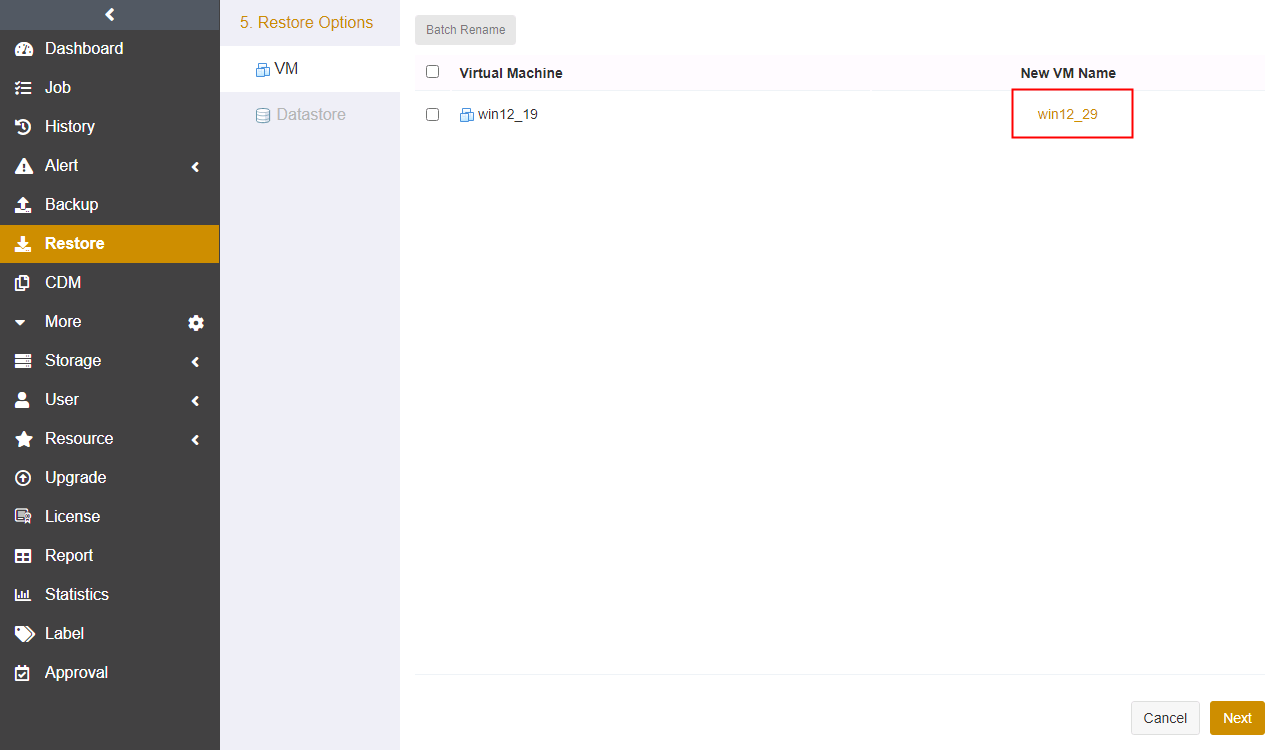 Dashboard
Job
History
Alert
Backup
Restore
CDM
More
Storage
User
Resource
Upgrade
License
Report
Statistics
Label
Approval
5. Restore Options
VM
Datastore
Batch Rename
Virtual Machine New VM Name
win12_19 win12_29
Cancel Next